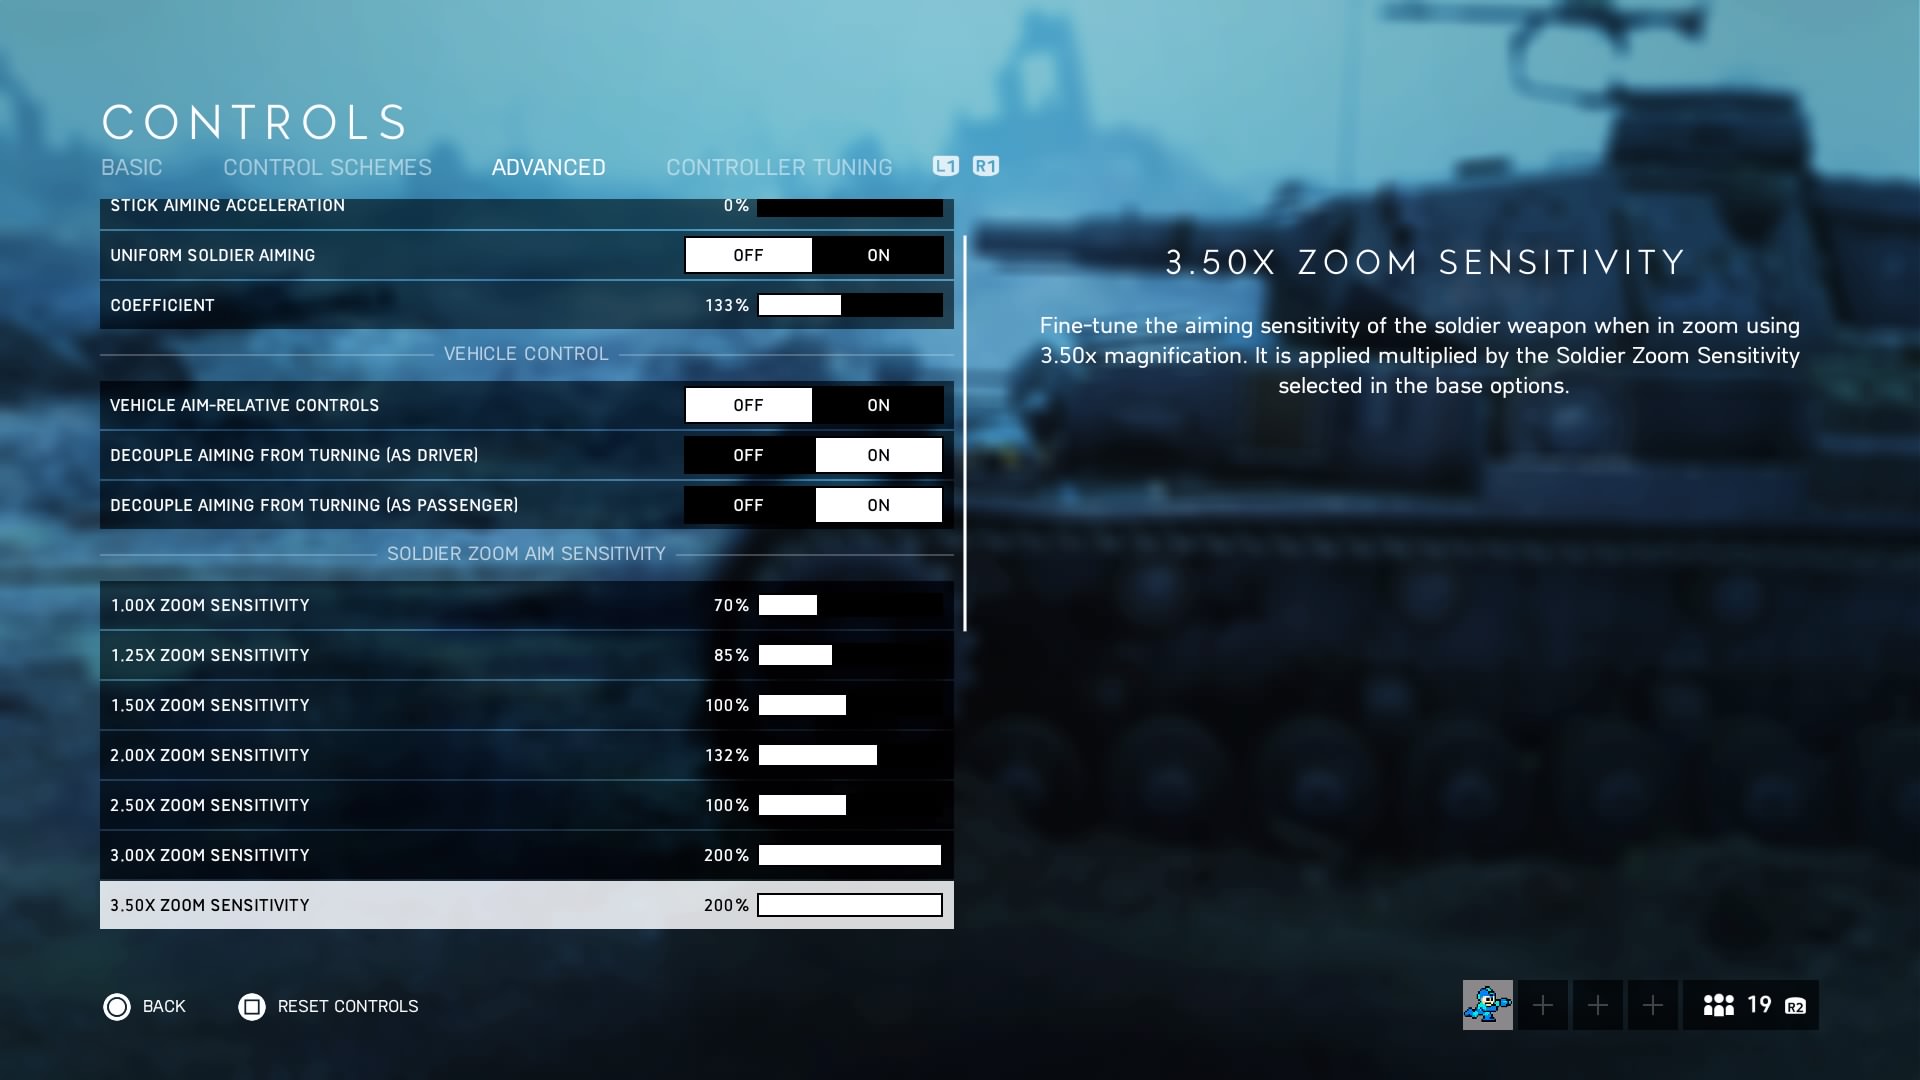 CONTROLS
BASIC CONTROL SCHEMES ADVANCED CONTROLLER TUNING L1 R1
STICK AIMING ACCELERATION 0%
UNIFORM SOLDIER AIMING OFF ON
COEFFICIENT 133%
VEHICLE CONTROL
VEHICLE AIM-RELATIVE CONTROLS OFF ON
DECOUPLE AIMING FROM TURNING (AS DRIVER) OFF ON
DECOUPLE AIMING FROM TURNING (AS PASSENGER) OFF ON
SOLDIER ZOOM AIM SENSITIVITY
1.00X ZOOM SENSITIVITY 70%
1.25X ZOOM SENSITIVITY 85%
1.50X ZOOM SENSITIVITY 100%
2.00X ZOOM SENSITIVITY 132%
2.50X ZOOM SENSITIVITY 100%
3.00X ZOOM SENSITIVITY 200%
3.50X ZOOM SENSITIVITY 200%
3.50X ZOOM SENSITIVITY
Fine-tune the aiming sensitivity of the soldier weapon when in zoom using
3.50x magnification. It is applied multiplied by the Soldier Zoom Sensitivity
selected in the base options.
BACK RESET CONTROLS
19 R2